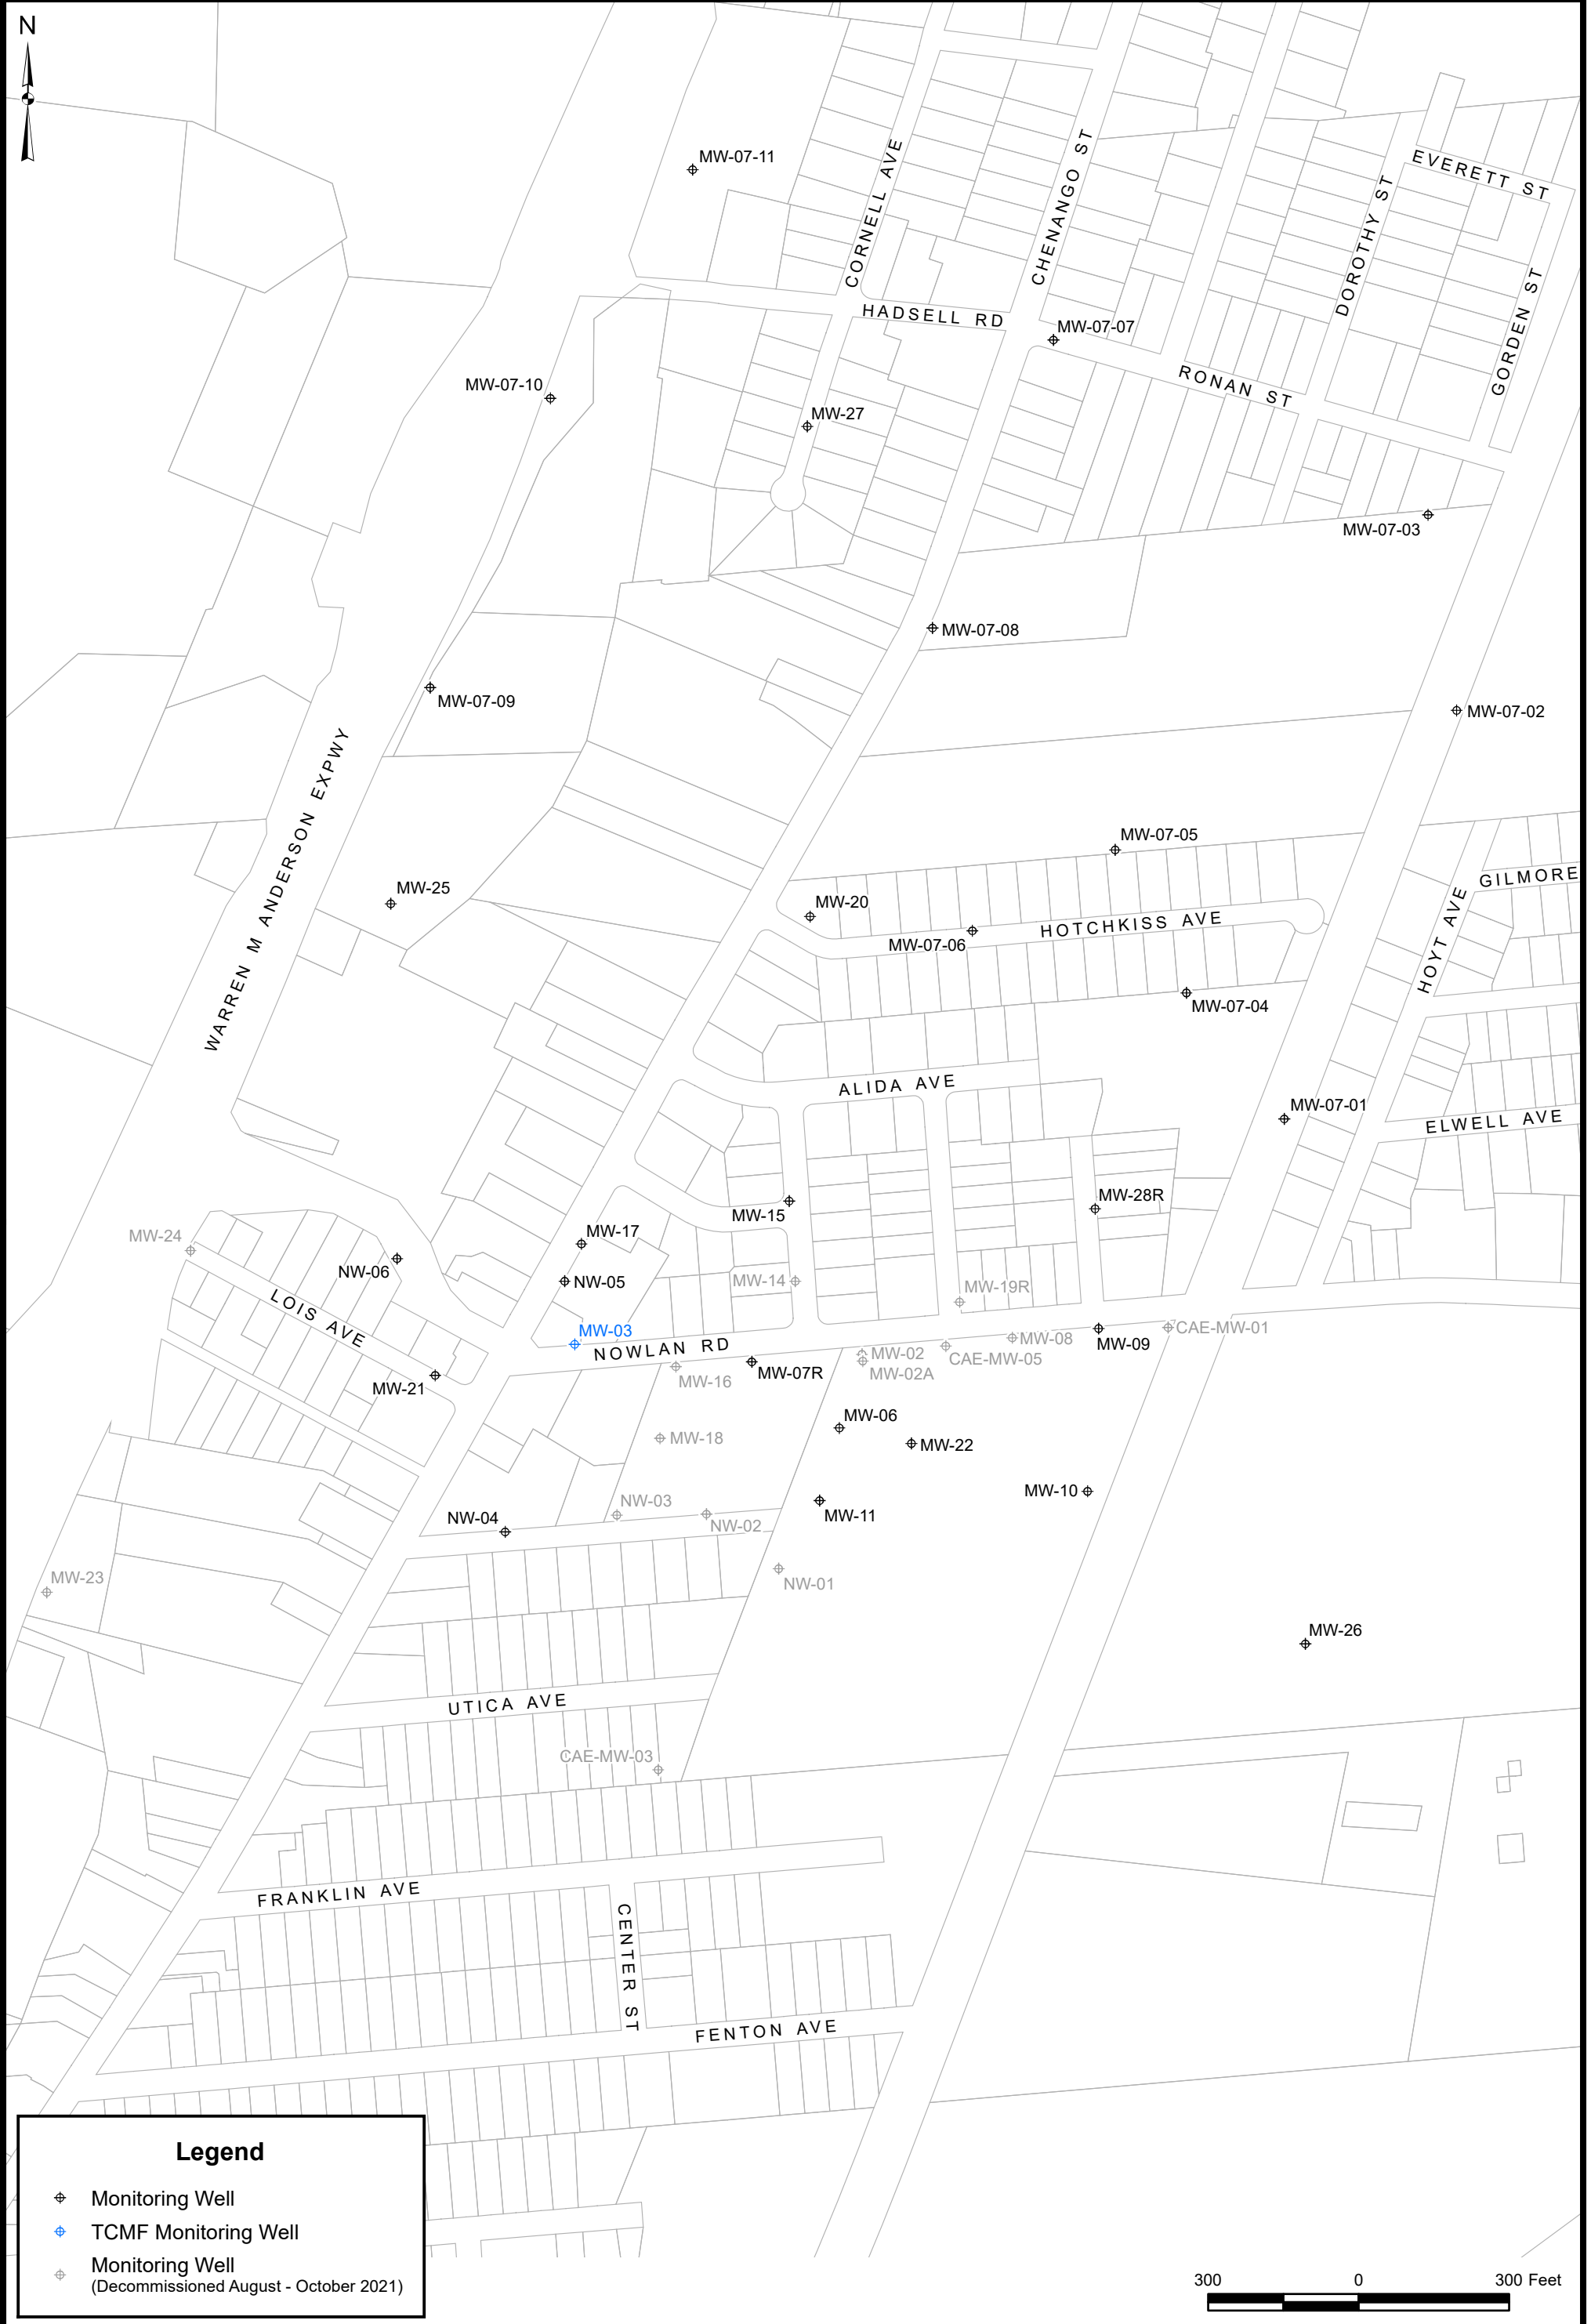 N
MW-07-11
CORNELL AVE
CHENANGO ST
EVERETT ST
DOROTHY ST
GORDEN ST
HADSELL RD
MW-07-07
RONAN ST
MW-07-10
MW-27
MW-07-03
MW-07-08
MW-07-09
MW-07-02
WARREN M ANDERSON EXPWY
MW-07-05
MW-25
MW-20
GILMORE
HOTCHKISS AVE
MW-07-06
HOYT AVE
MW-07-04
ALIDA AVE
MW-07-01
ELWELL AVE
MW-28R
MW-15
MW-24
MW-17
NW-06
NW-05
MW-14
MW-19R
LOIS AVE
MW-03
NOWLAN RD
CAE-MW-01
MW-08
MW-09
MW-02
CAE-MW-05
MW-02A
MW-07R
MW-16
MW-21
MW-06
MW-18
MW-22
MW-10
NW-03
MW-11
NW-04
NW-02
MW-23
NW-01
MW-26
UTICA AVE
CAE-MW-03
FRANKLIN AVE
CENTER ST
FENTON AVE
Legend
Monitoring Well
TCMF Monitoring Well
Monitoring Well
(Decommissioned August - October 2021)
300 0 300 Feet